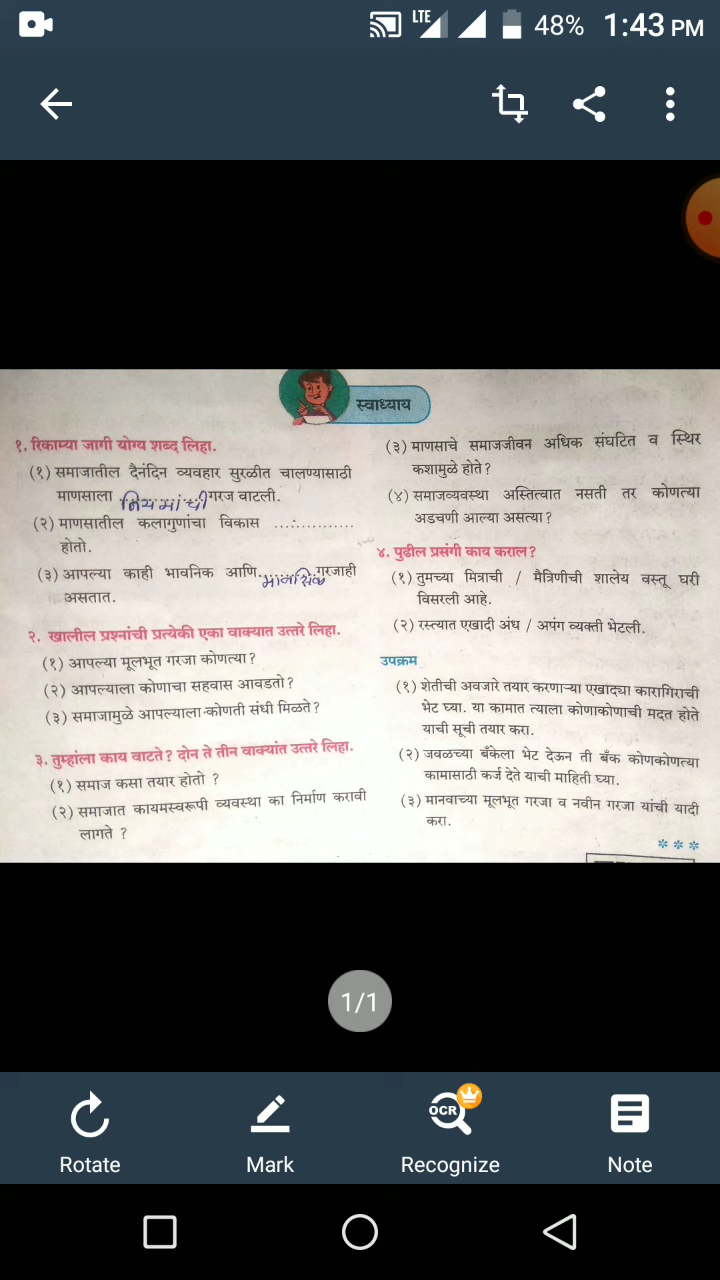 LTE 48% 1:43 PM
स्वाध्याय
१. रिकाम्या जागी योग्य शब्द लिहा.
(१) समाजातील दैनंदिन व्यवहार सुरळीत चालण्यासाठी
माणसाला नियमांची गरज वाटली.
(२) माणसातील कलागुणांचा विकास ...............
होतो.
(३) आपल्या काही भावनिक आणि मानसिक गरजाही
असतात.
२. खालील प्रश्नांची प्रत्येकी एका वाक्यात उत्तरे लिहा.
(१) आपल्या मूलभूत गरजा कोणत्या ?
(२) आपल्याला कोणाचा सहवास आवडतो ?
(३) समाजामुळे आपल्याला कोणती संधी मिळते ?
३. तुम्हांला काय वाटते ? दोन ते तीन वाक्यांत उत्तरे लिहा.
(१) समाज कसा तयार होतो ?
(२) समाजात कायमस्वरूपी व्यवस्था का निर्माण करावी
लागते ?
(३) माणसाचे समाजजीवन अधिक संघटित व स्थिर
कशामुळे होते ?
(४) समाजव्यवस्था अस्तित्वात नसती तर कोणत्या
अडचणी आल्या असत्या ?
४. पुढील प्रसंगी काय कराल ?
(१) तुमच्या मित्राची / मैत्रिणीची शालेय वस्तू घरी
विसरली आहे.
(२) रस्त्यात एखादी अंध / अपंग व्यक्ती भेटली.
उपक्रम
(१) शेतीची अवजारे तयार करणाऱ्या एखाद्या कारागिराची
भेट घ्या. या कामात त्याला कोणाकोणाची मदत होते
याची सूची तयार करा.
(२) जवळच्या बँकेला भेट देऊन ती बँक कोणकोणत्या
कामासाठी कर्ज देते याची माहिती घ्या.
(३) मानवाच्या मूलभूत गरजा व नवीन गरजा यांची यादी
करा.
***
1/1
OCR
Rotate Mark Recognize Note